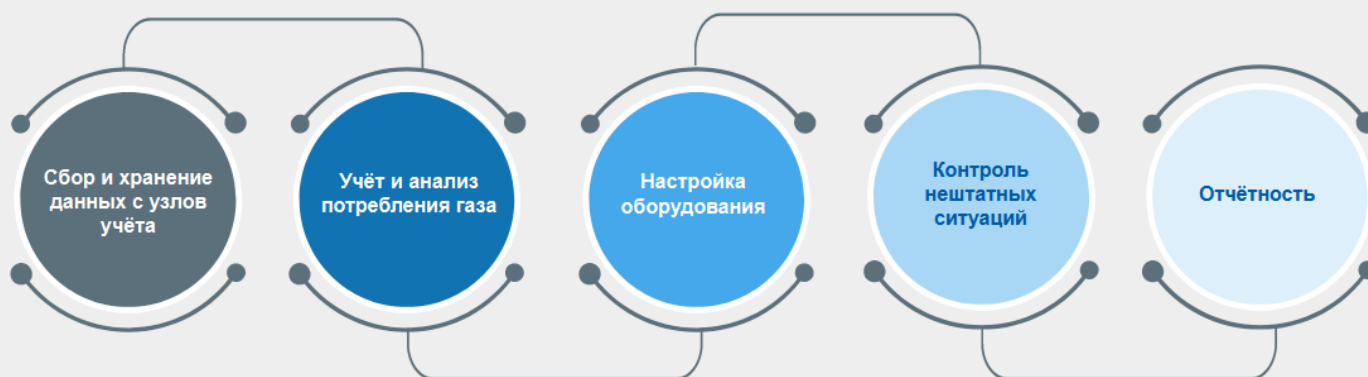 Сбор и хранение
данных с узлов
учёта
Учёт и анализ
потребления газа
Настройка
оборудования
Контроль
нештатных
ситуаций
Отчётность